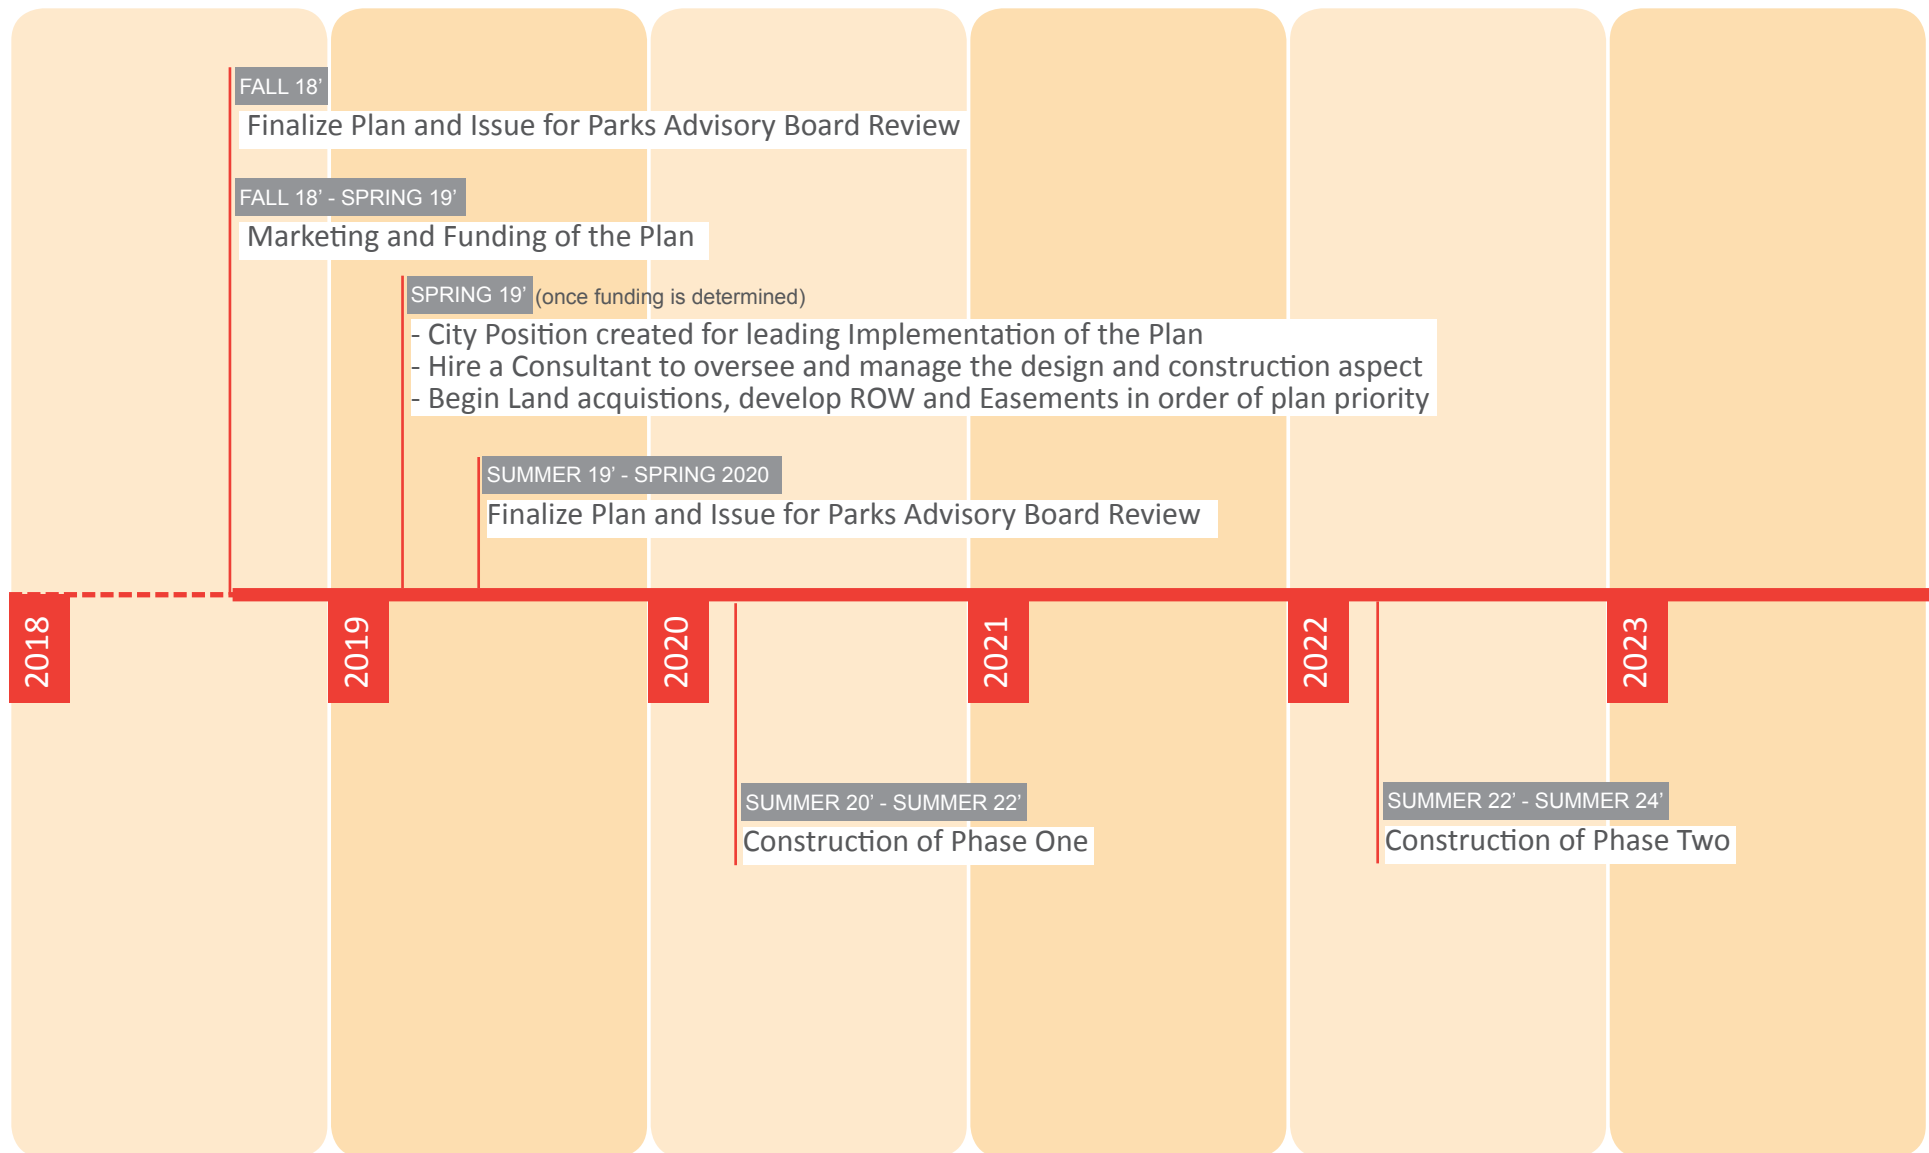 FALL 18’
Finalize Plan and Issue for Parks Advisory Board Review
FALL 18’ - SPRING 19’
Marketing and Funding of the Plan
SPRING 19’ (once funding is determined)
- City Position created for leading Implementation of the Plan
- Hire a Consultant to oversee and manage the design and construction aspect
- Begin Land acquistions, develop ROW and Easements in order of plan priority
SUMMER 19’ - SPRING 2020
Finalize Plan and Issue for Parks Advisory Board Review
2018
2019
2020
2021
2022
2023
SUMMER 20’ - SUMMER 22’
Construction of Phase One
SUMMER 22’ - SUMMER 24’
Construction of Phase Two